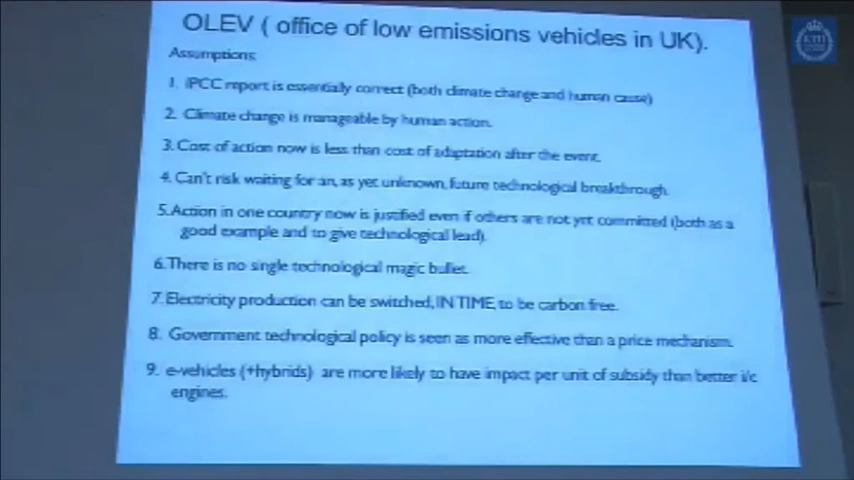 OLEV ( office of low emissions vehicles in UK).
Assumptions:
1. IPCC report is essentially correct (both climate change and human cause)
2. Climate change is manageable by human action.
3. Cost of action now is less than cost of adaptation after the event.
4. Can't risk waiting for an, as yet unknown, future technological breakthrough.
5.Action in one country now is justified even if others are not yet committed (both as a
good example and to give technological lead).
6.There is no single technological magic bullet.
7. Electricity production can be switched, IN TIME, to be carbon free.
8. Government technological policy is seen as more effective than a price mechanism.
9. e-vehicles (+hybrids) are more likely to have impact per unit of subsidy than better i/c
engines.
KTH